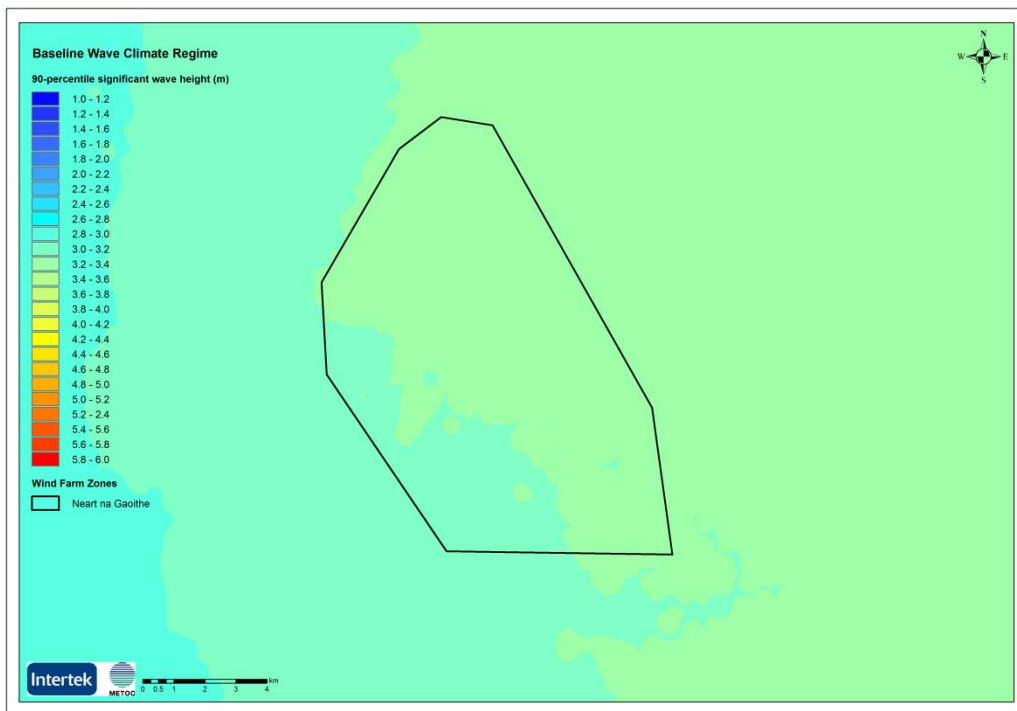 Baseline Wave Climate Regime
90-percentile significant wave height (m)
1.0 - 1.2
1.2 - 1.4
1.4 - 1.6
1.6 - 1.8
1.8 - 2.0
2.0 - 2.2
2.2 - 2.4
2.4 - 2.6
2.6 - 2.8
2.8 - 3.0
3.0 - 3.2
3.2 - 3.4
3.4 - 3.6
3.6 - 3.8
3.8 - 4.0
4.0 - 4.2
4.2 - 4.4
4.4 - 4.6
4.6 - 4.8
4.8 - 5.0
5.0 - 5.2
5.2 - 2.4
5.4 - 5.6
5.6 - 5.8
5.8 - 6.0
Wind Farm Zones
Neart na Gaoithe
N
W E
S
Intertek
METOC
km
0 0.5 1 2 3 4